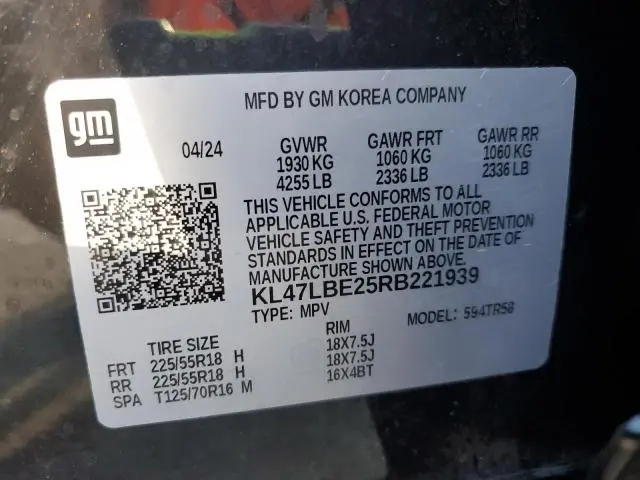 MFD BY GM KOREA COMPANY
gm
04/24 GVWR GAWR FRT GAWR RR
1930 KG 1060 KG 1060 KG
4255 LB 2336 LB 2336 LB
THIS VEHICLE CONFORMS TO ALL
APPLICABLE U.S. FEDERAL MOTOR
VEHICLE SAFETY AND THEFT PREVENTION
STANDARDS IN EFFECT ON THE DATE OF
MANUFACTURE SHOWN ABOVE.
KL47LBE25RB221939
TYPE: MPV MODEL: 594TR58
TIRE SIZE RIM
FRT 225/55R18 H 18X7.5J
RR 225/55R18 H 18X7.5J
SPA T125/70R16 M 16X4BT